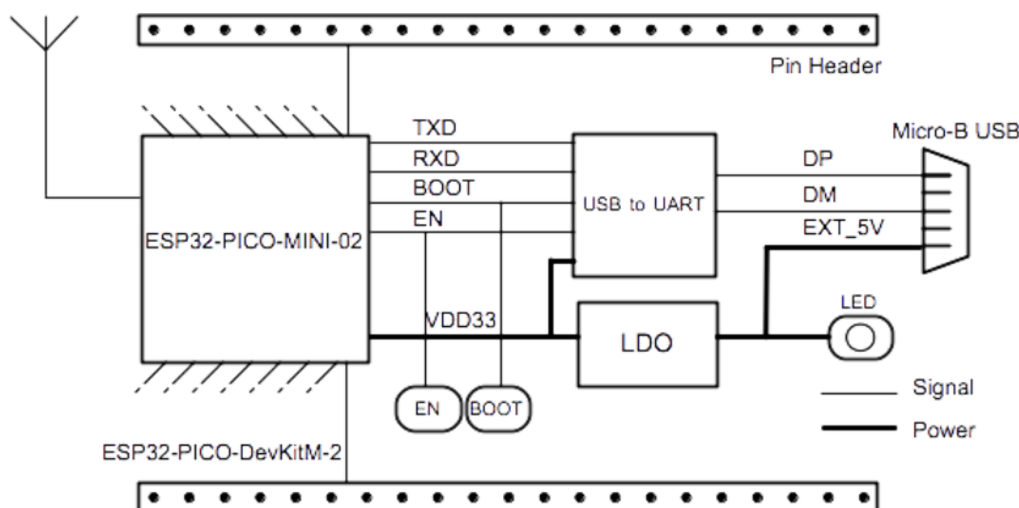 Pin Header
Micro-B USB
TXD
RXD
BOOT
EN
DP
DM
EXT_5V
USB to UART
ESP32-PICO-MINI-02
VDD33
LDO
LED
EN
BOOT
Signal
Power
ESP32-PICO-DevKitM-2